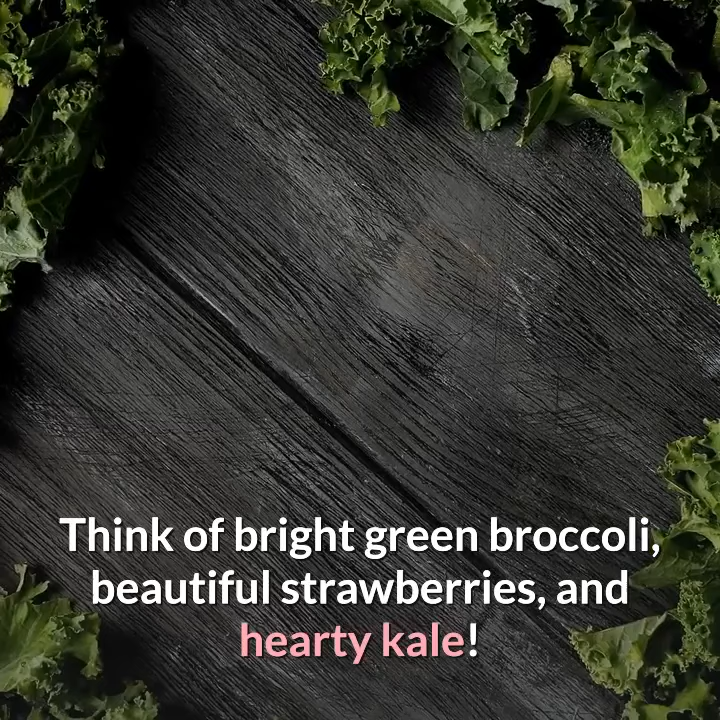 Think of bright green broccoli,
beautiful strawberries, and
hearty kale!